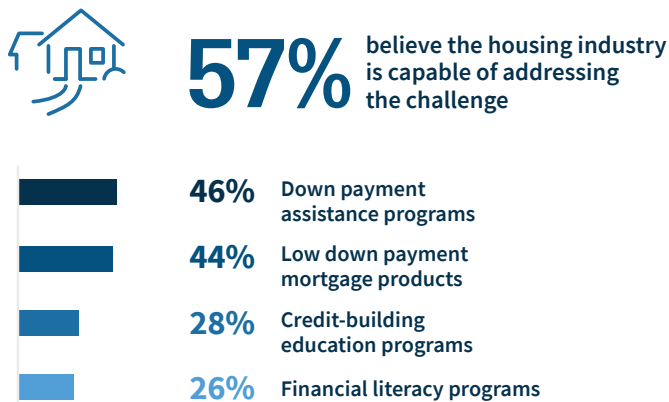 57%
believe the housing industry
is capable of addressing
the challenge
46%
Down payment
assistance programs
44%
Low down payment
mortgage products
28%
Credit-building
education programs
26%
Financial literacy programs